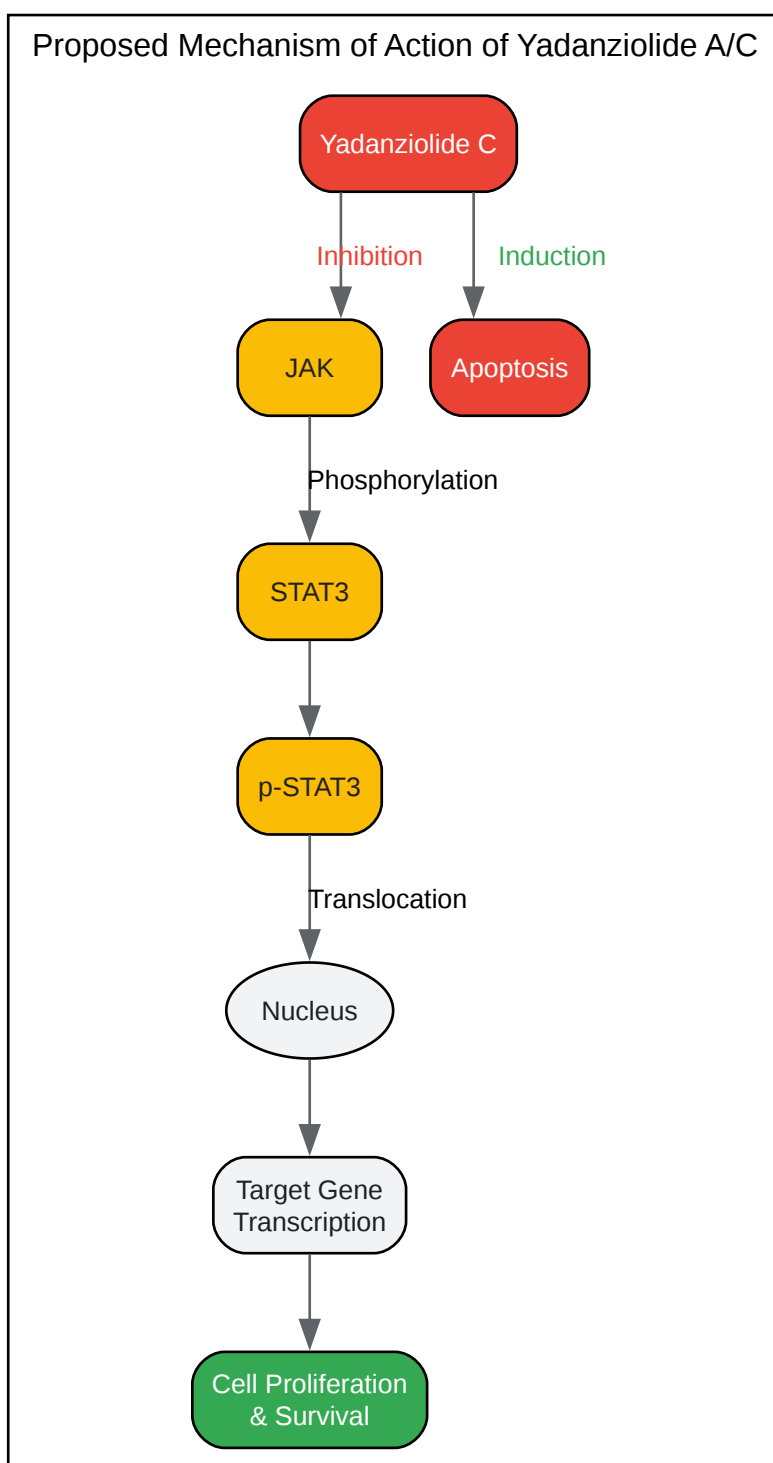 Proposed Mechanism of Action of Yadanziolide A/C
Yadanziolide C
Inhibition
Induction
JAK
Apoptosis
Phosphorylation
STAT3
p-STAT3
Translocation
Nucleus
Target Gene
Transcription
Cell Proliferation
& Survival